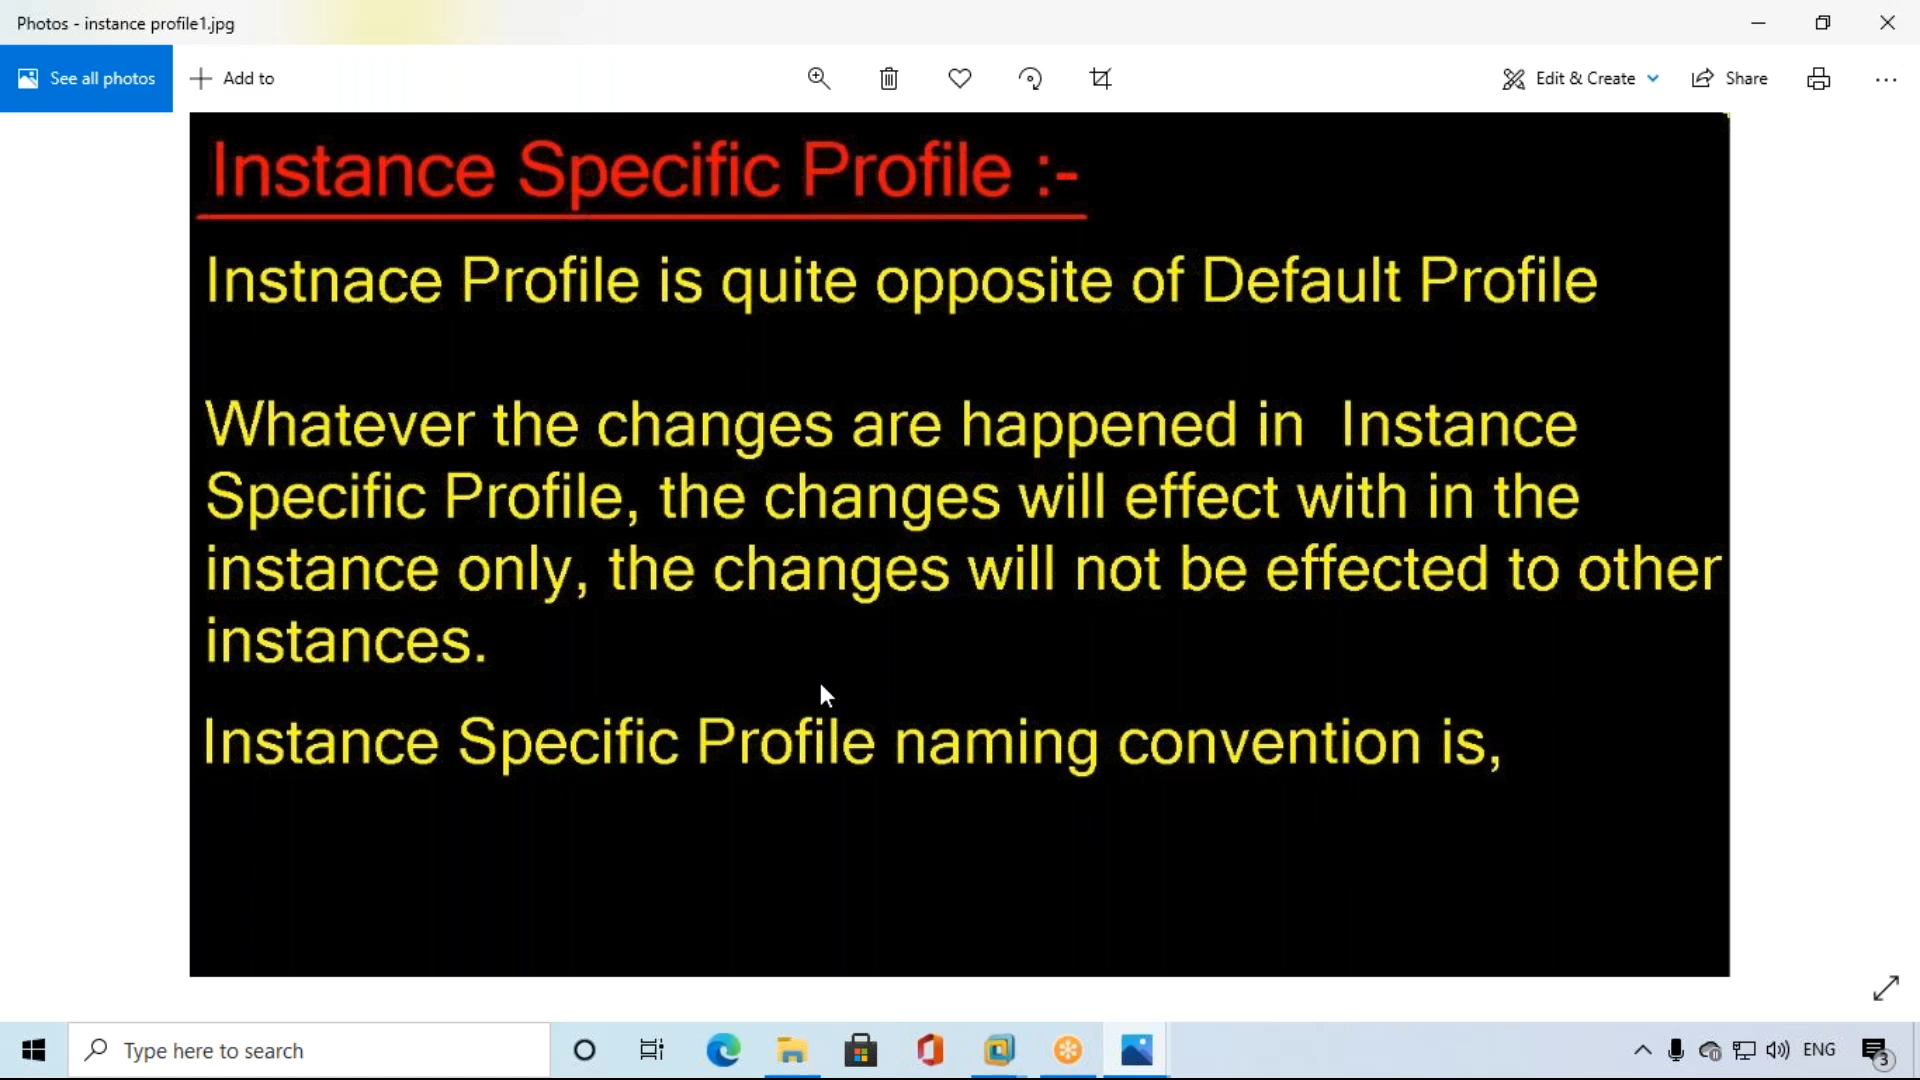 Photos - instance profile1.jpg
See all photos
Add to
Edit & Create
Share
Instance Specific Profile :-
Instnace Profile is quite opposite of Default Profile
Whatever the changes are happened in  Instance
Specific Profile, the changes will effect with in the
instance only, the changes will not be effected to other
instances.
Instance Specific Profile naming convention is,
Type here to search
ENG
3